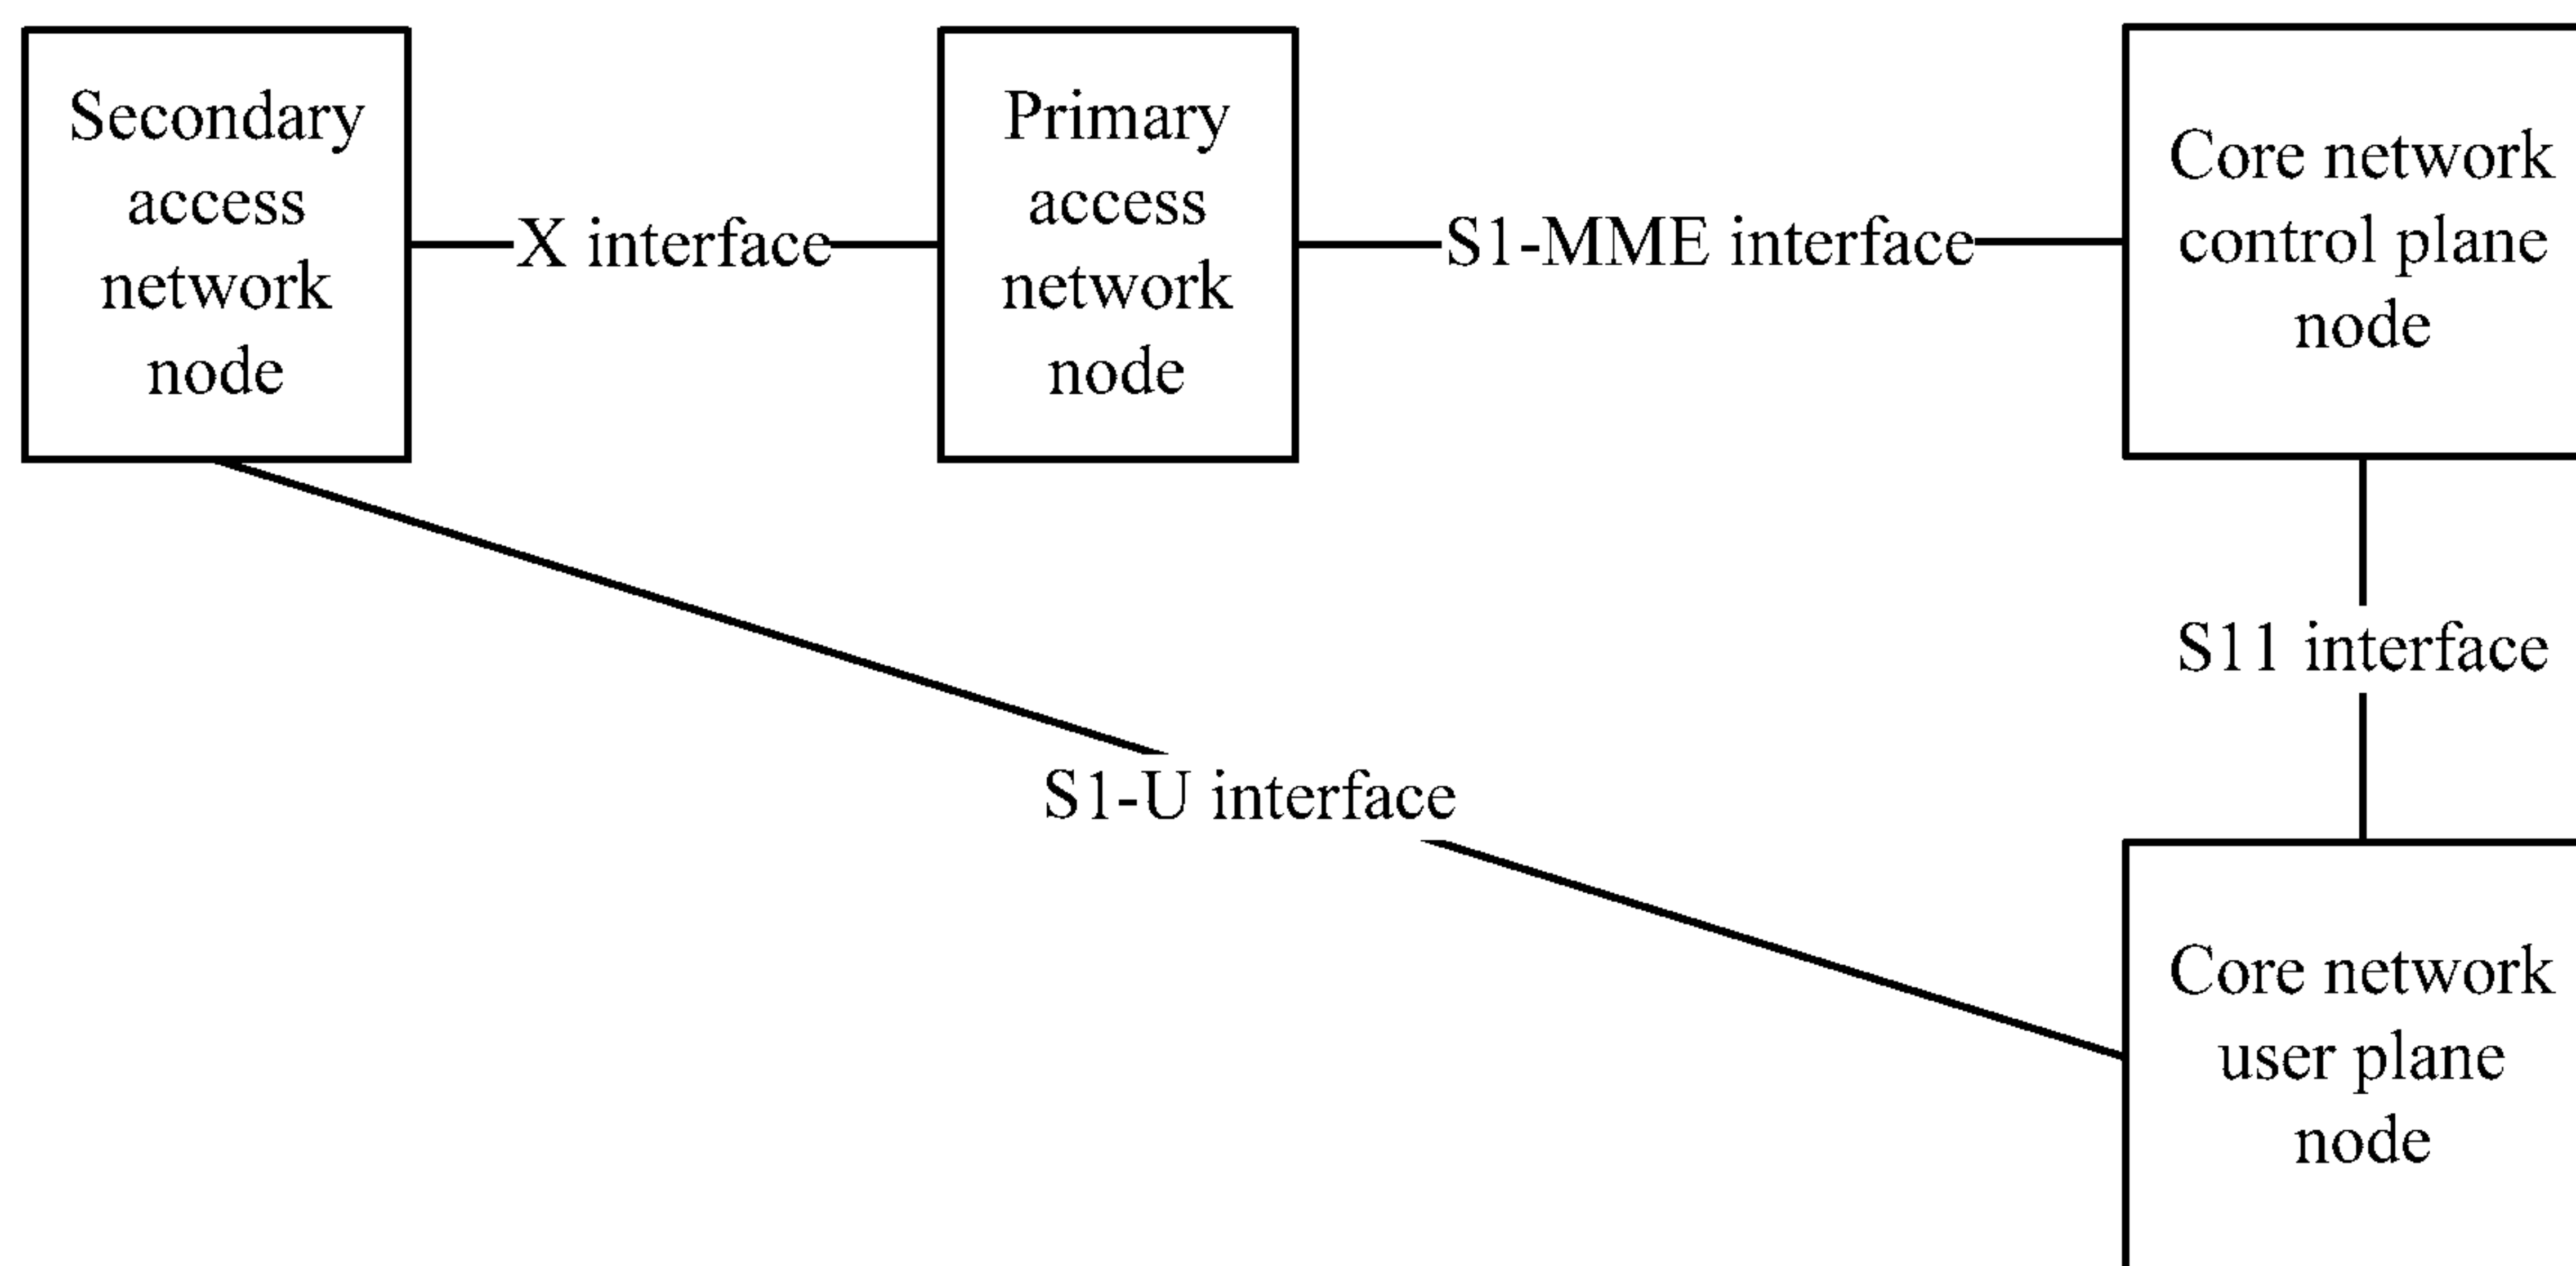 Secondary
access
network
node
X interface
Primary
access
network
node
S1-MME interface
Core network
control plane
node
S11 interface
S1-U interface
Core network
user plane
node